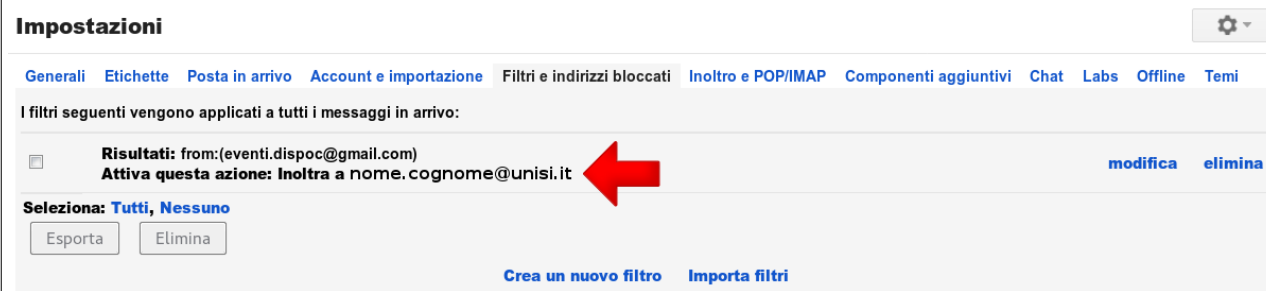 Impostazioni
Generali Etichette Posta in arrivo Account e importazione Filtri e indirizzi bloccati Inoltro e POP/IMAP Componenti aggiuntivi Chat Labs Offline Temi
I filtri seguenti vengono applicati a tutti i messaggi in arrivo:
Risultati: from:(eventi.dispoc@gmail.com)
Attiva questa azione: Inoltra a nome.cognome@unisi.it
modifica elimina
Seleziona: Tutti, Nessuno
Esporta Elimina
Crea un nuovo filtro Importa filtri